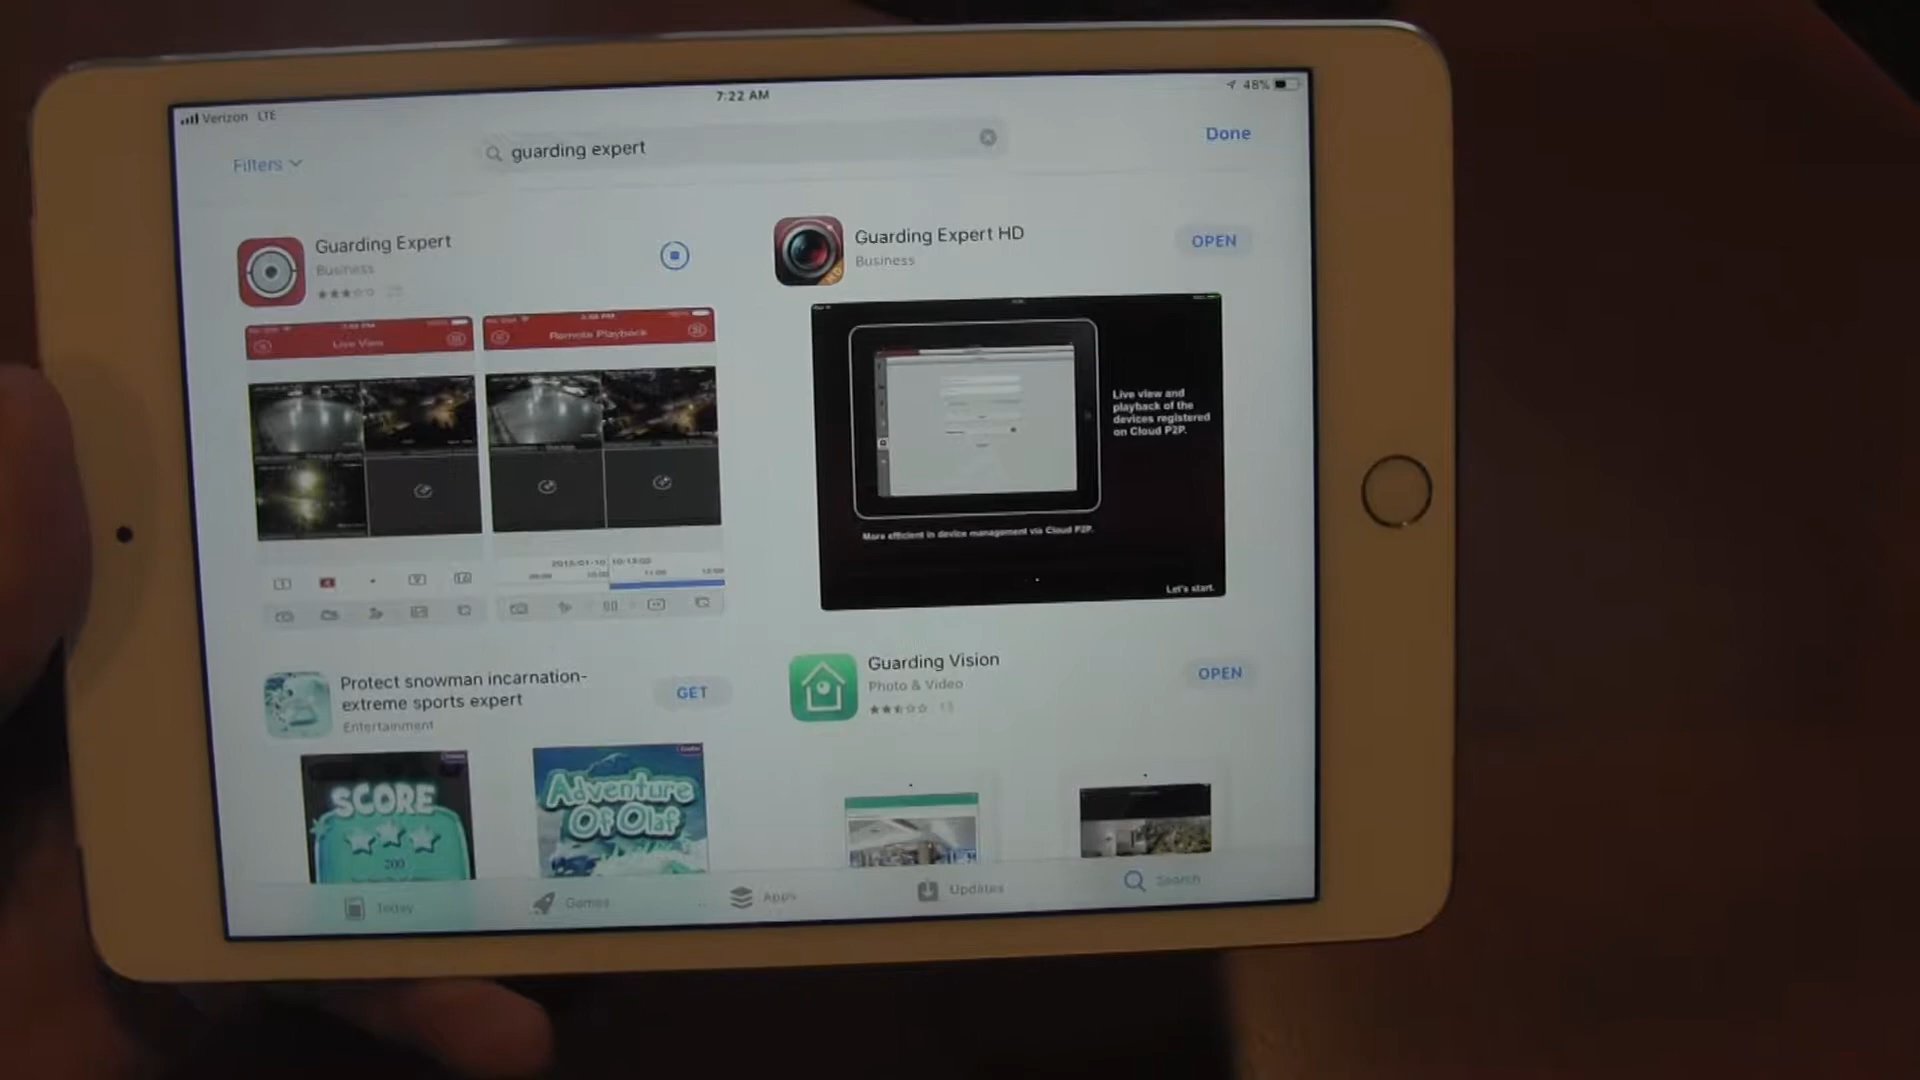 Verizon LTE
7:22 AM
48%
Filters
guarding expert
Done
Guarding Expert
Business
OPEN
Guarding Expert HD
Business
Live View
Remote Playback
Live view and
playback of the
devices registered
on Cloud P2P.
More efficient in device management via Cloud P2P.
Let's start.
Protect snowman incarnation-
extreme sports expert
Entertainment
GET
Guarding Vision
Photo & Video
OPEN
SCORE
200
Adventure
Of Olaf
Today
Games
Apps
Updates
Search